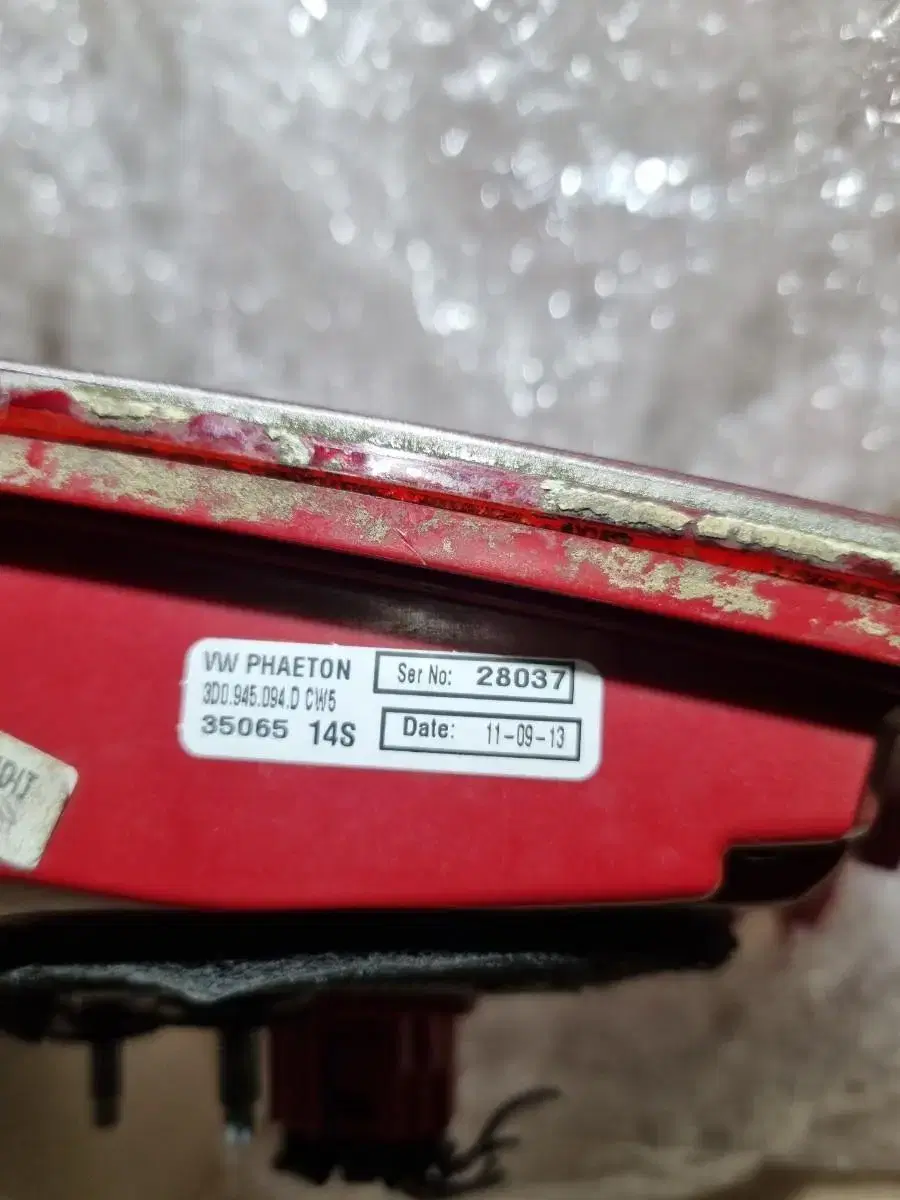 VW PHAETON
3D0.945.094.D CW5
35065 14S
Ser No: 28037
Date: 11-09-13